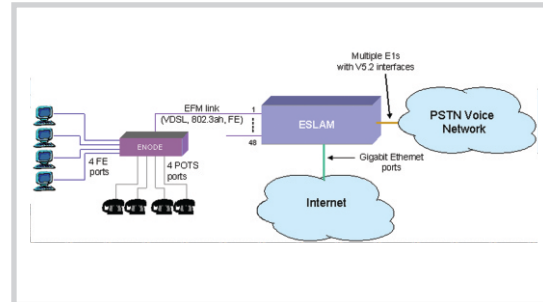 Multiple E1s
with V5.2 interfaces
EFM link
(VDSL, 802.3ah, FE)
1
48
ESLAM
PSTN Voice
Network
ENODE
4 FE
ports
4 POTS
ports
Gigabit Ethernet
ports
Internet